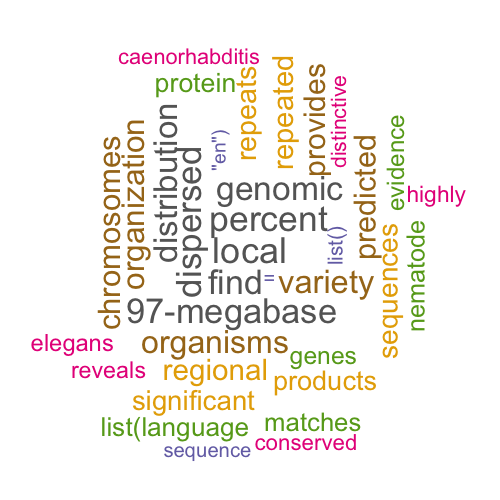 caenorhabditis
protein
repeats
repeated
provides
distinctive
"en")
chromosomes
organization
distribution
dispersed
genomic
percent
local
list()
predicted
evidence
highly
find
=
variety
sequences
nematode
97-megabase
elegans
organisms
genes
reveals
regional
products
significant
list(language
matches
sequence
conserved